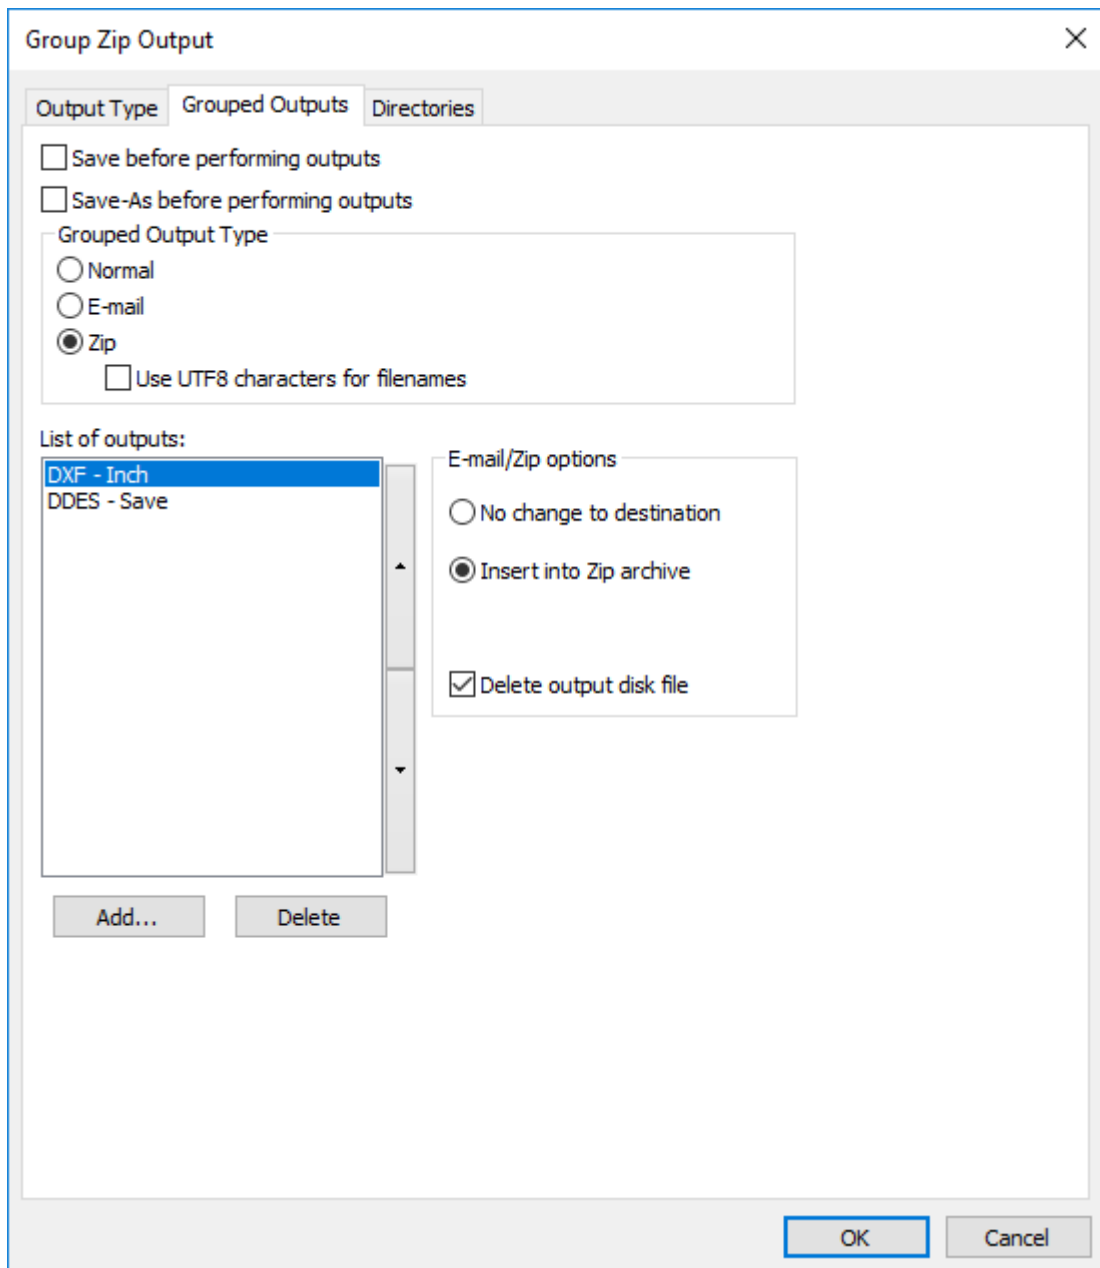 Group Zip Output
Output Type Grouped Outputs Directories
Save before performing outputs
Save-As before performing outputs
Grouped Output Type
Normal
E-mail
Zip
Use UTF8 characters for filenames
List of outputs:
DXF - Inch
DDES - Save
E-mail/Zip options
No change to destination
Insert into Zip archive
Delete output disk file
Add... Delete
OK Cancel